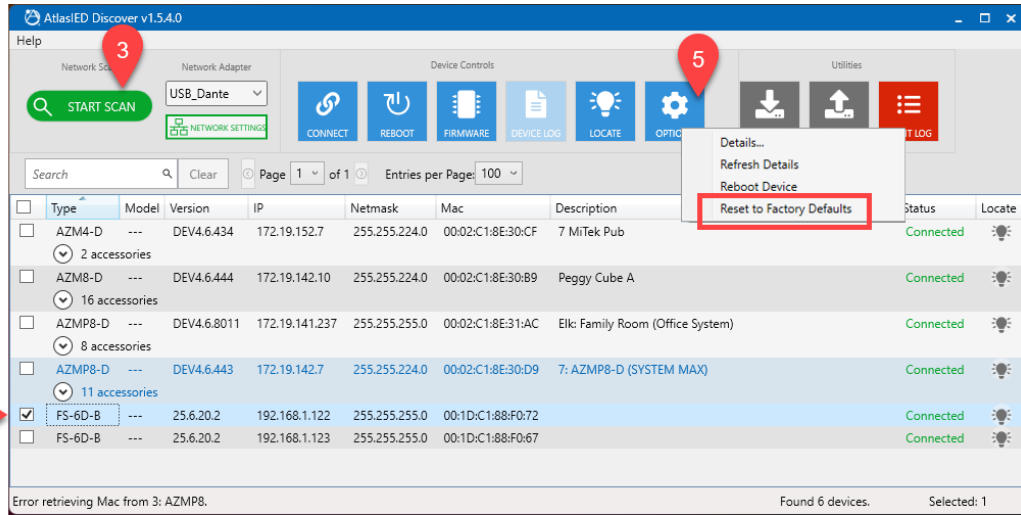 AtlasIED Discover v1.5.4.0
Help
3
5
Network
Network Adapter
Device Controls
Utilities
START SCAN
USB_Dante
NETWORK SETTINGS
CONNECT
REBOOT
FIRMWARE
DEVICE LOG
LOCATE
OPTIO
T LOG
Details...
Refresh Details
Reboot Device
Reset to Factory Defaults
Search
Clear
Page 1 of 1
Entries per Page: 100
Type Model Version IP Netmask Mac Description Status Locate
AZM4-D --- DEV4.6.434 172.19.152.7 255.255.224.0 00:02:C1:8E:30:CF 7 MiTek Pub Connected
2 accessories
AZM8-D --- DEV4.6.444 172.19.142.10 255.255.224.0 00:02:C1:8E:30:B9 Peggy Cube A Connected
16 accessories
AZMP8-D --- DEV4.6.8011 172.19.141.237 255.255.255.0 00:02:C1:8E:31:AC Elk: Family Room (Office System) Connected
8 accessories
AZMP8-D --- DEV4.6.443 172.19.142.7 255.255.224.0 00:02:C1:8E:30:D9 7: AZMP8-D (SYSTEM MAX) Connected
11 accessories
FS-6D-B --- 25.6.20.2 192.168.1.122 255.255.255.0 00:1D:C1:88:F0:72 Connected
FS-6D-B --- 25.6.20.2 192.168.1.123 255.255.255.0 00:1D:C1:88:F0:67 Connected
Error retrieving Mac from 3: AZMP8.
Found 6 devices.
Selected: 1